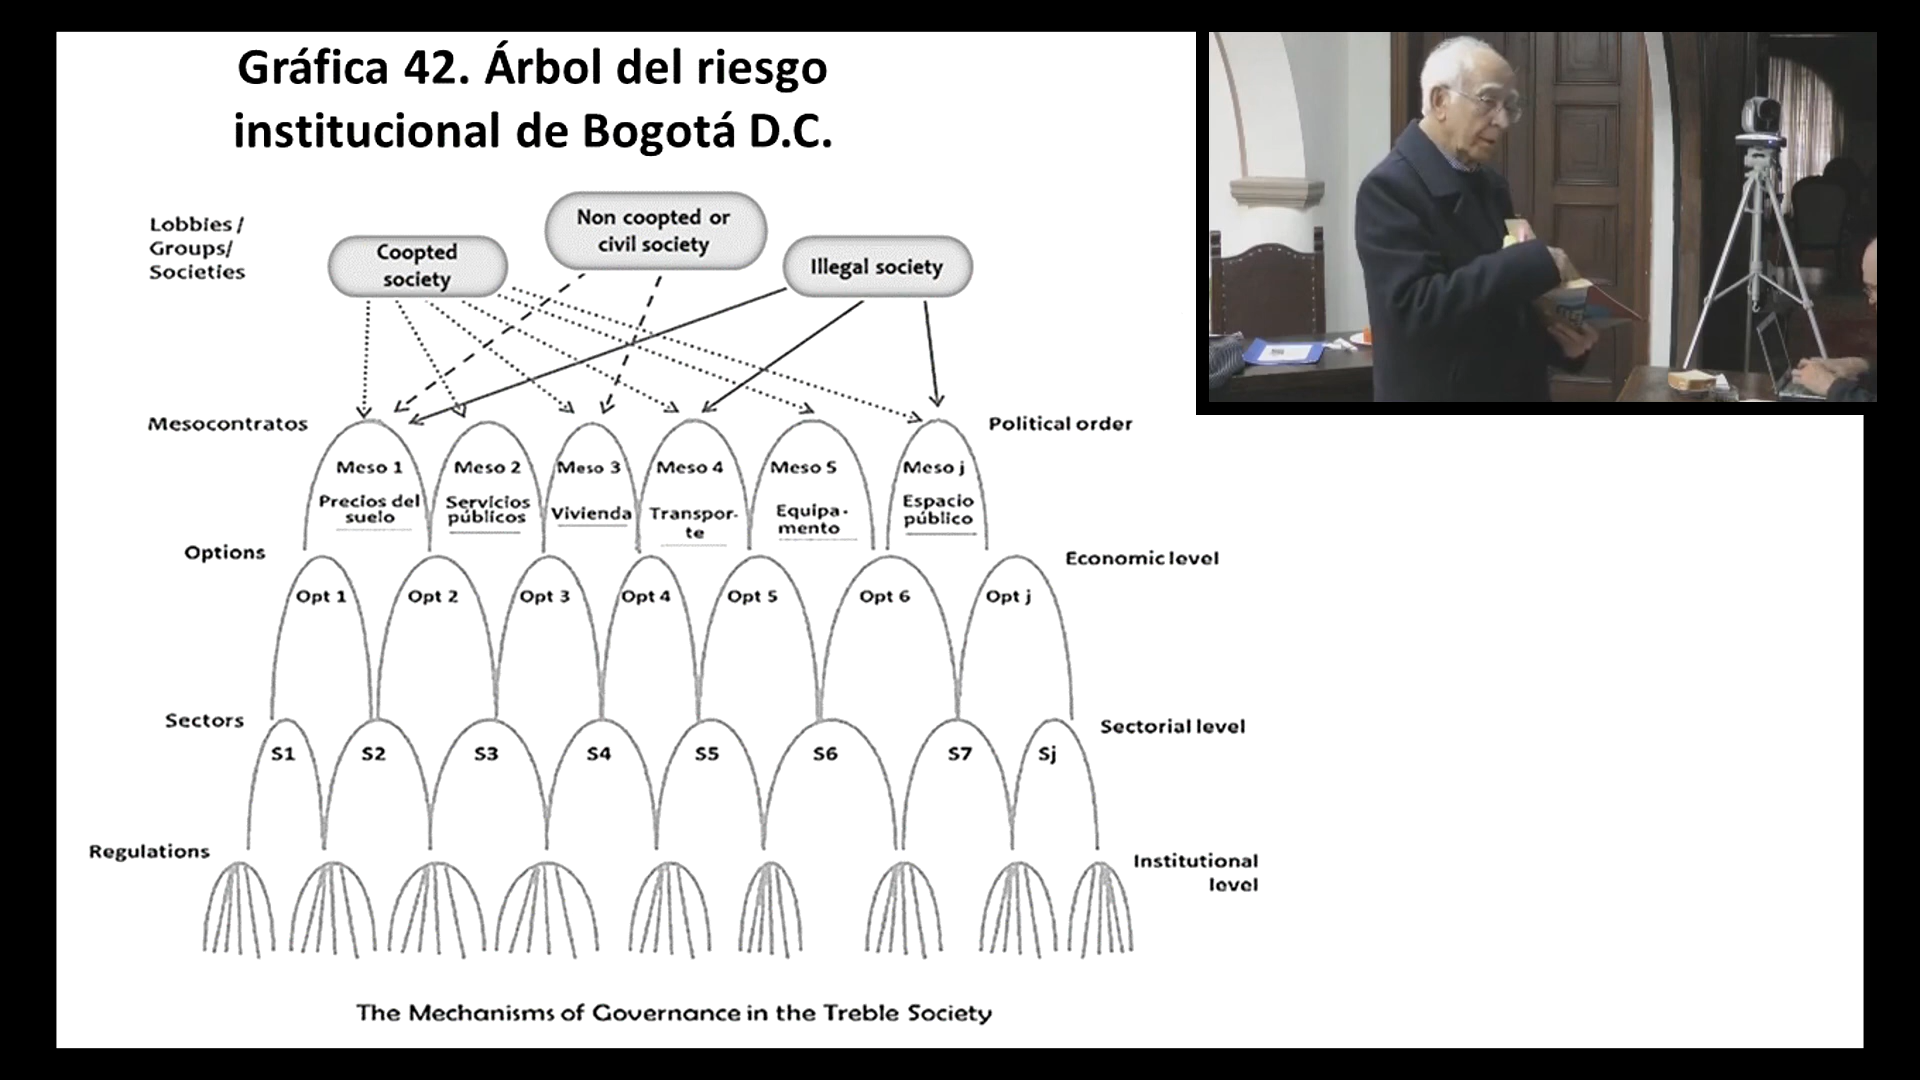 Gráfica 42. Árbol del riesgo
institucional de Bogotá D.C.
Lobbies /
Groups/
Societies
Coopted
society
Non coopted or
civil society
Illegal society
Mesocontratos
Political order
Meso 1
Precios del
suelo
Meso 2
Servicios
públicos
Meso 3
Vivienda
Meso 4
Transpor-
te
Meso 5
Equipa-
mento
Meso j
Espacio
público
Options
Economic level
Opt 1
Opt 2
Opt 3
Opt 4
Opt 5
Opt 6
Opt j
Sectors
Sectorial level
S1
S2
S3
S4
S5
S6
S7
Sj
Regulations
Institutional
level
The Mechanisms of Governance in the Treble Society